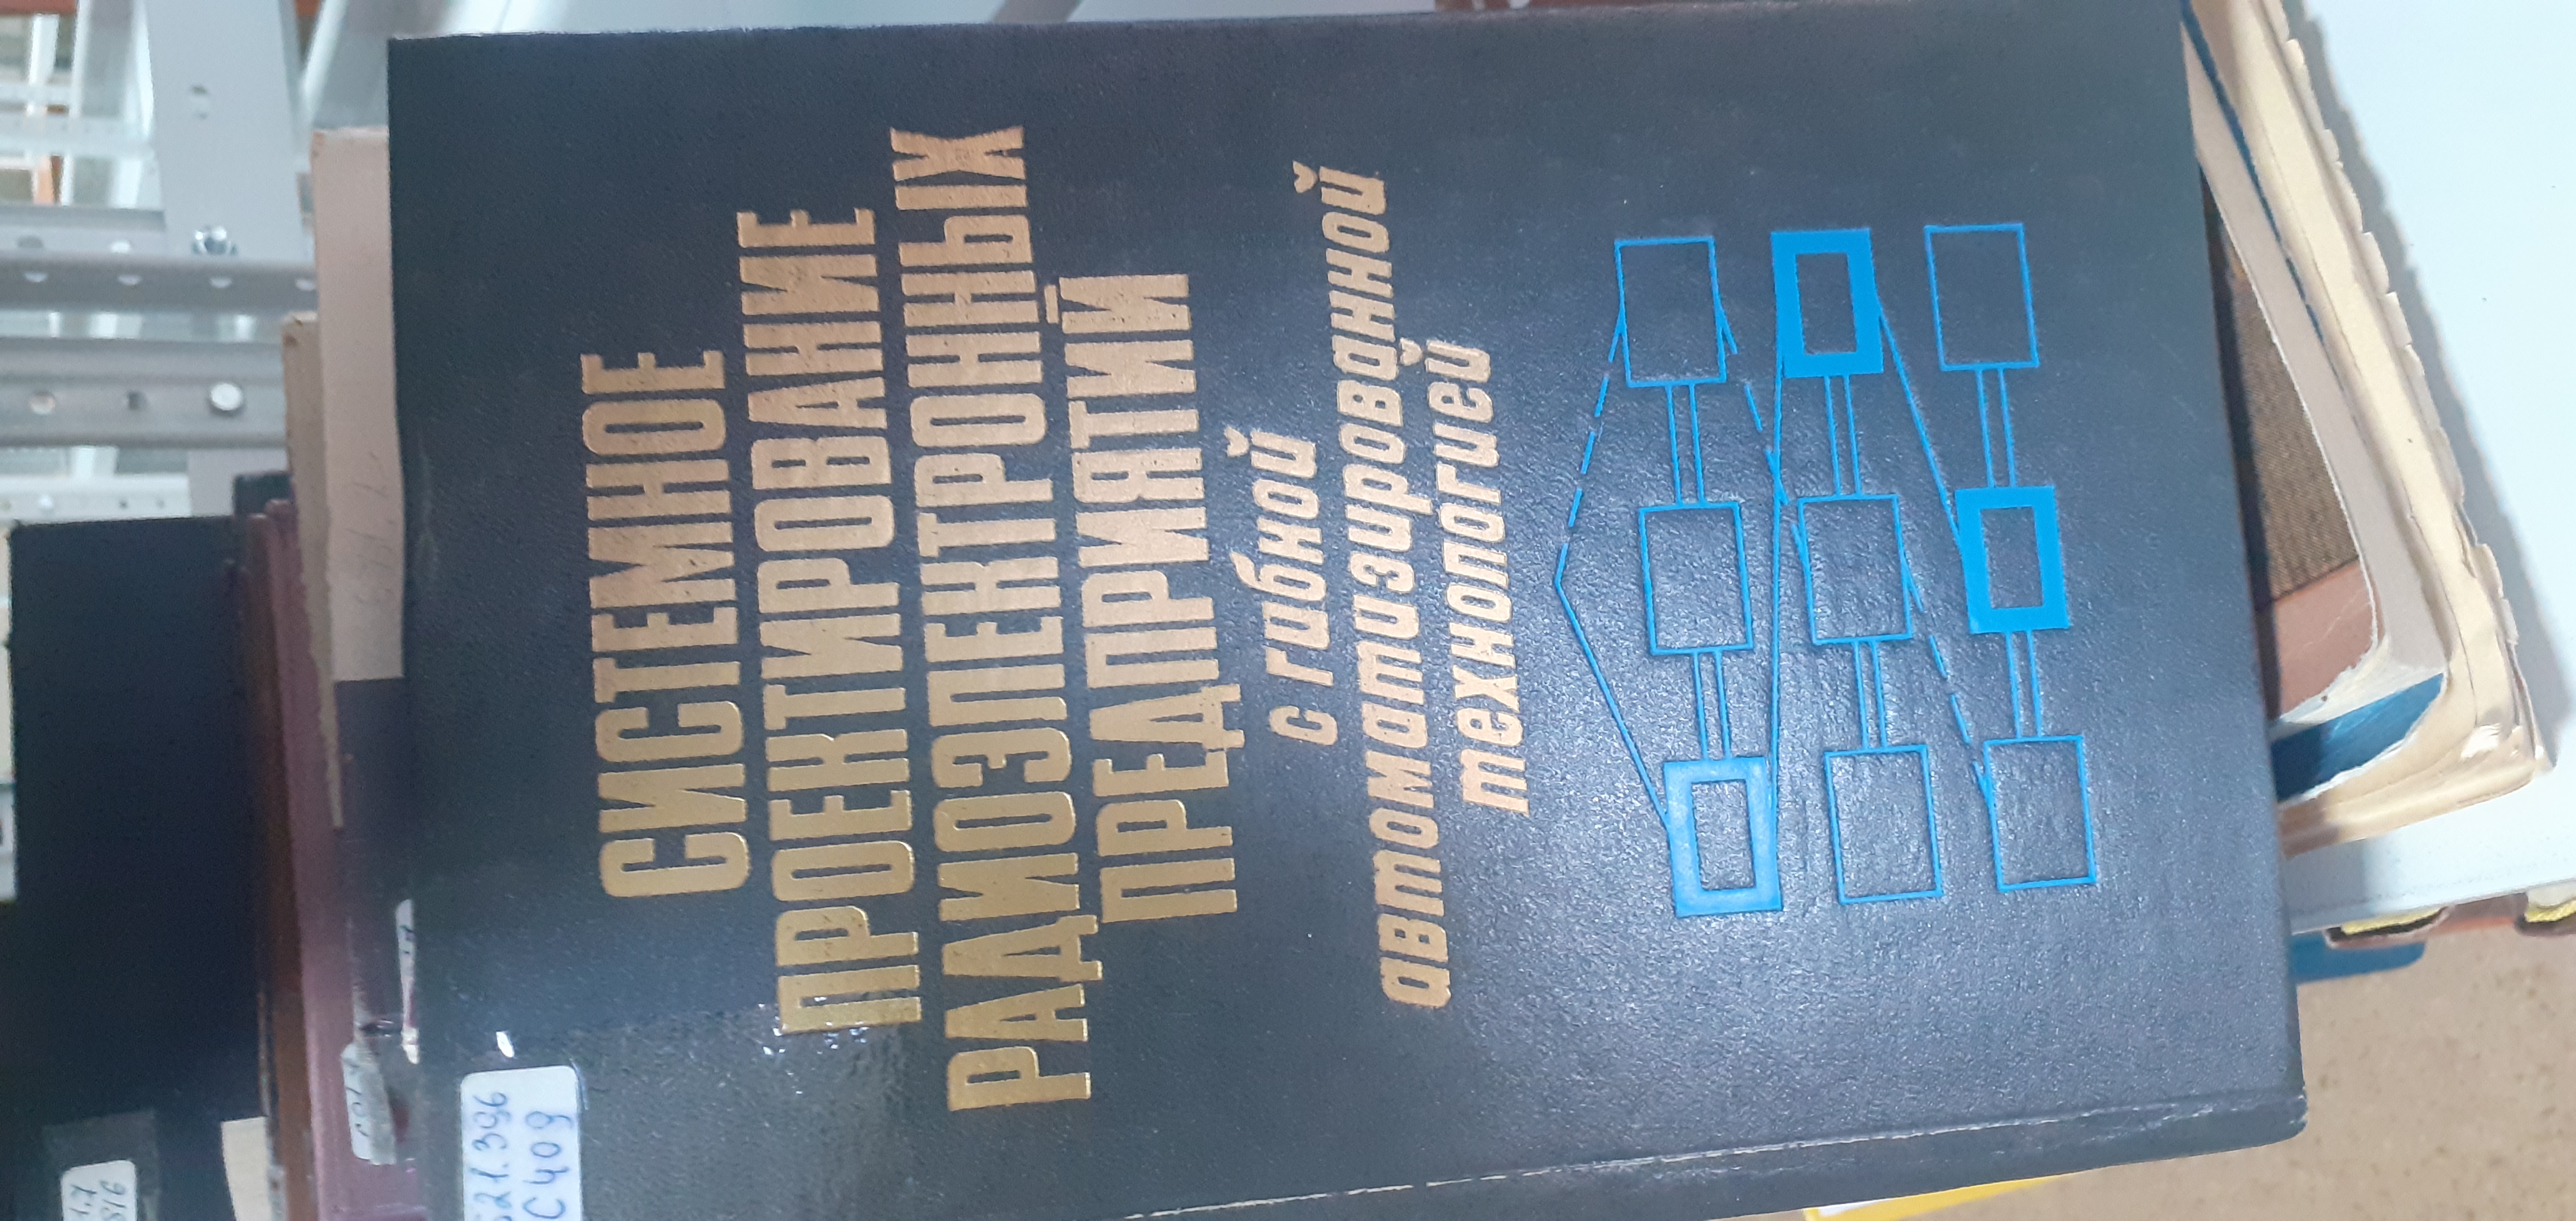 СИСТЕМНОЕ
ПРОЕКТИРОВАНИЕ
РАДИОЭЛЕКТРОННЫХ
ПРЕДПРИЯТИЙ
с гибкой
автоматизированной
технологией
621.396
С409